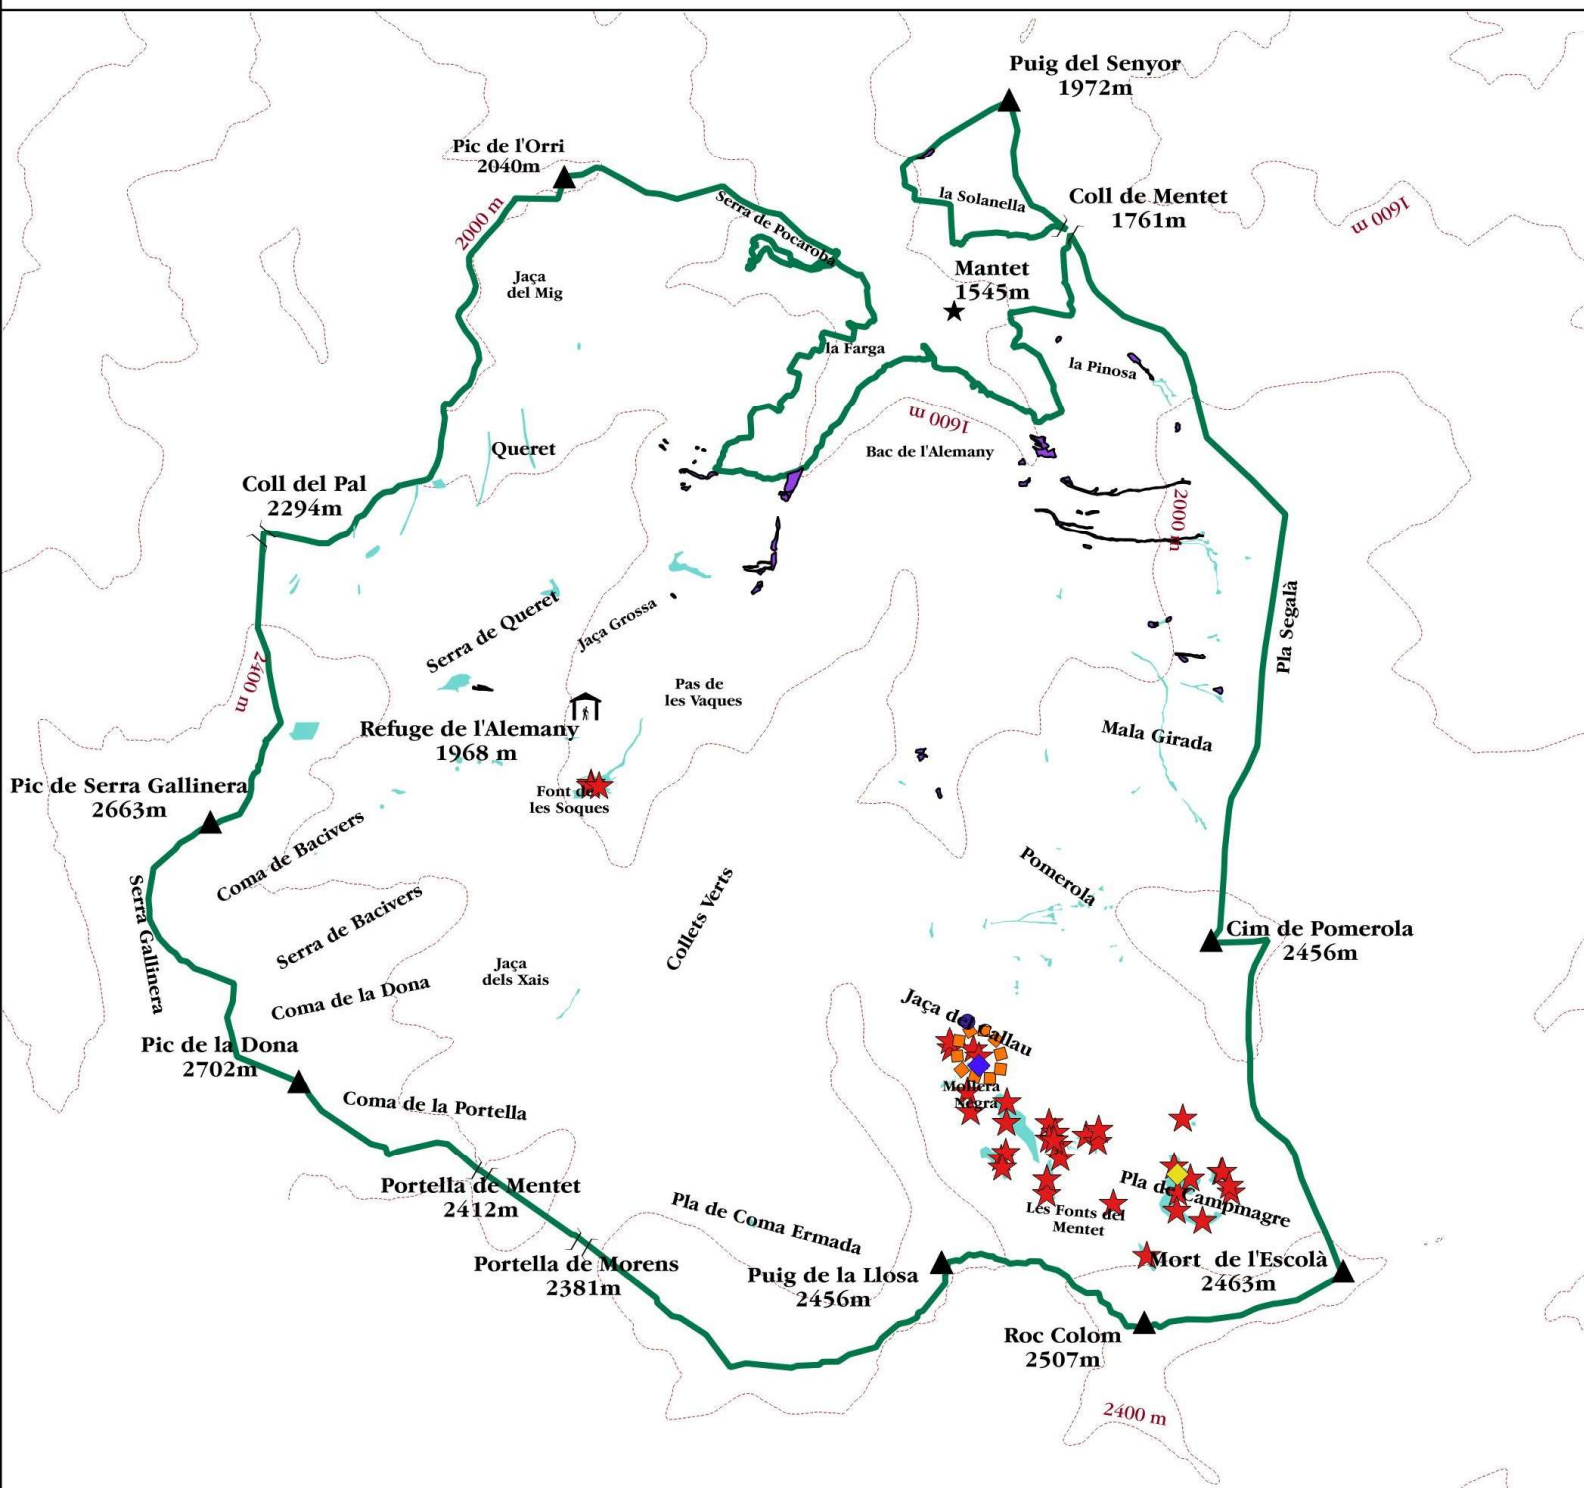 Puig del Senyor
1972m
Pic de l'Orri
2040m
la Solanella
Coll de Mentet
1761m
2000 m
Serra de Pocaroba
1600 m
Mantet
1545m
Jaça
del Mig
la Farga
la Pinosa
1600 m
Bac de l'Alemany
Queret
Coll del Pal
2294m
2000 m
Serra de Queret
Jaça Grossa
Pla Segalà
2400 m
Pas de
les Vaques
Refuge de l'Alemany
1968 m
Mala Girada
Pic de Serra Gallinera
2663m
Font de
les Soques
Coma de Bacivers
Pomerola
Serra Gallinera
Serra de Bacivers
Collets Verts
Cim de Pomerola
2456m
Jaça
dels Xais
Coma de la Dona
Jaça del Callau
Pic de la Dona
2702m
Mollera
Negra
Coma de la Portella
Portella de Mentet
2412m
Pla de Campmagre
Les Fonts del
Mentet
Pla de Coma Ermada
Portella de Morens
2381m
Puig de la Llosa
2456m
Mort de l'Escolà
2463m
Roc Colom
2507m
2400 m